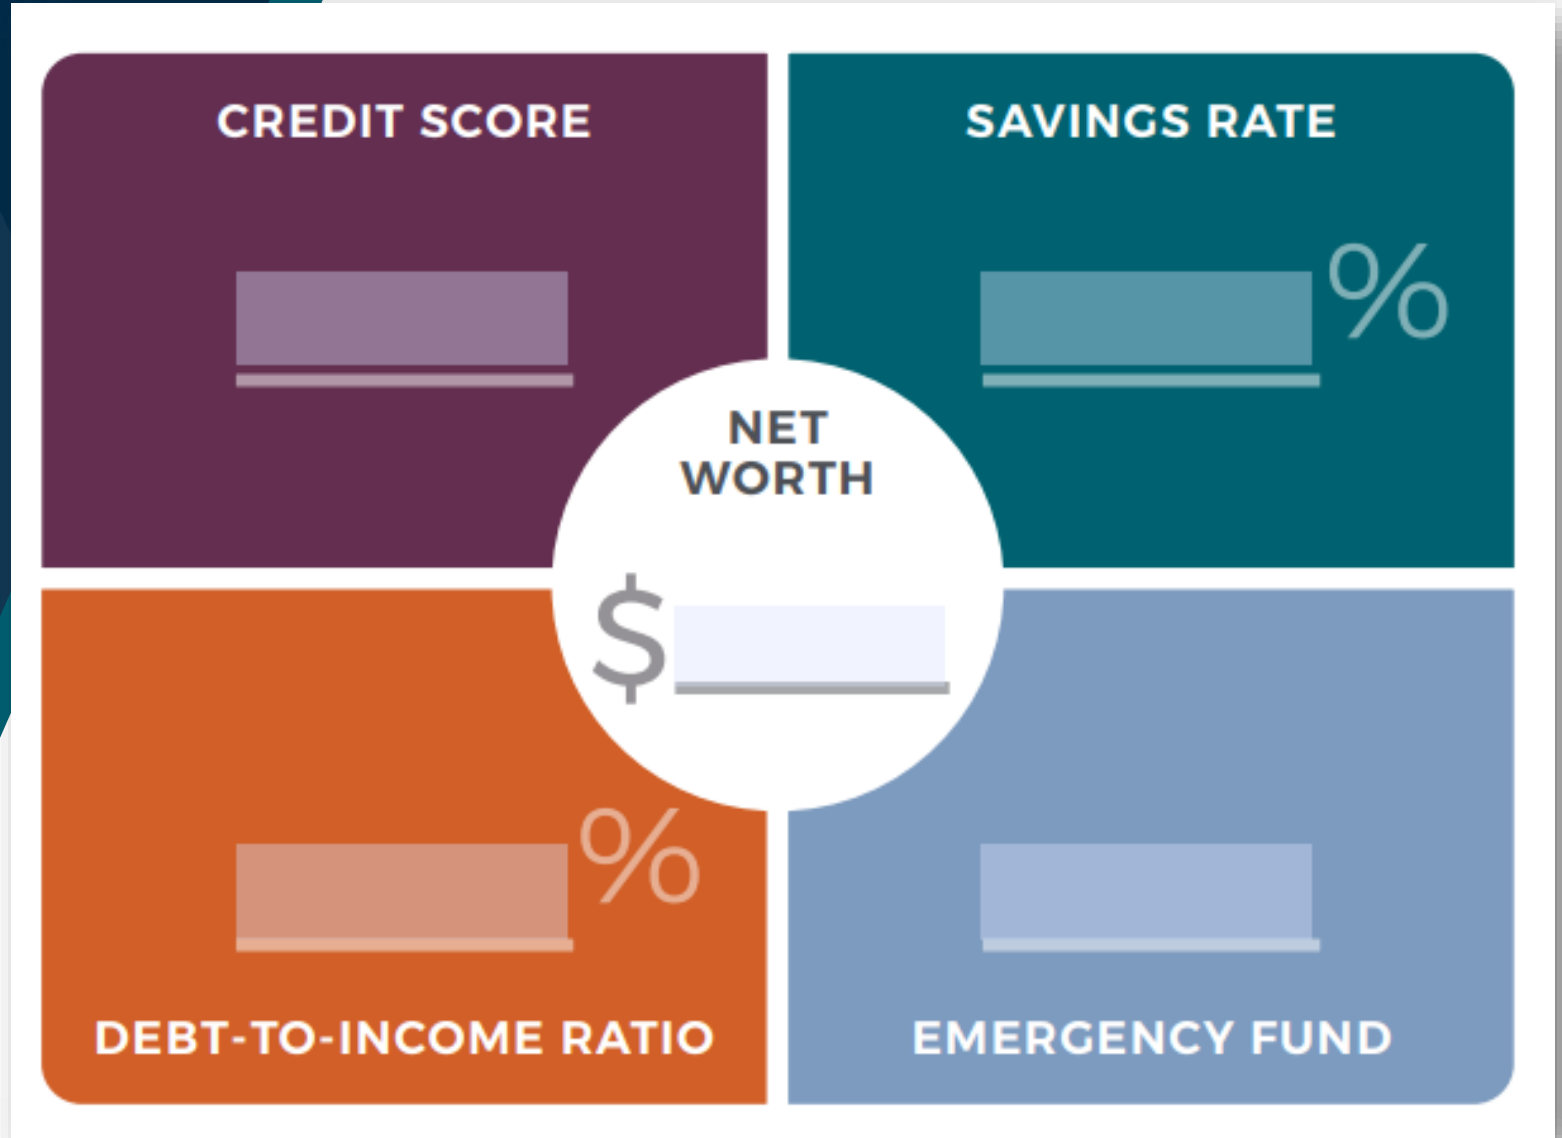 CREDIT SCORE
SAVINGS RATE
%
NET
WORTH
$
%
DEBT-TO-INCOME RATIO
EMERGENCY FUND